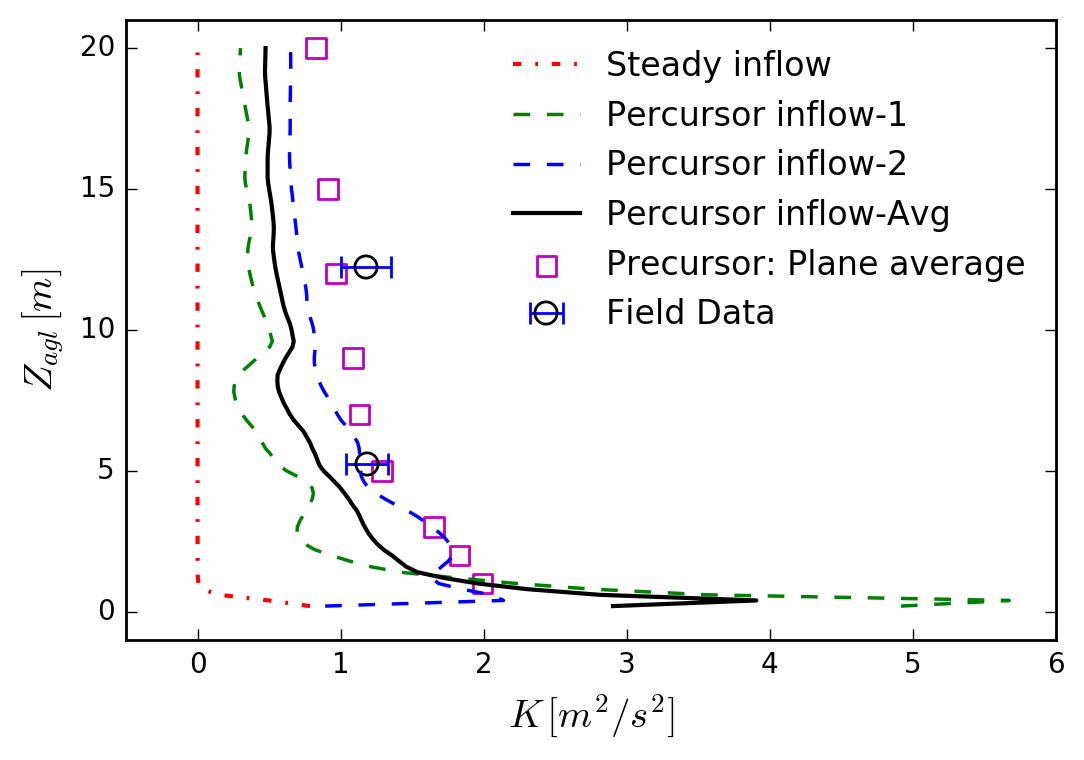 20
15
10
5
0
Z_agl [m]
Steady inflow
Percursor inflow-1
Percursor inflow-2
Percursor inflow-Avg
Precursor: Plane average
Field Data
0 1 2 3 4 5 6
K[m²/s²]